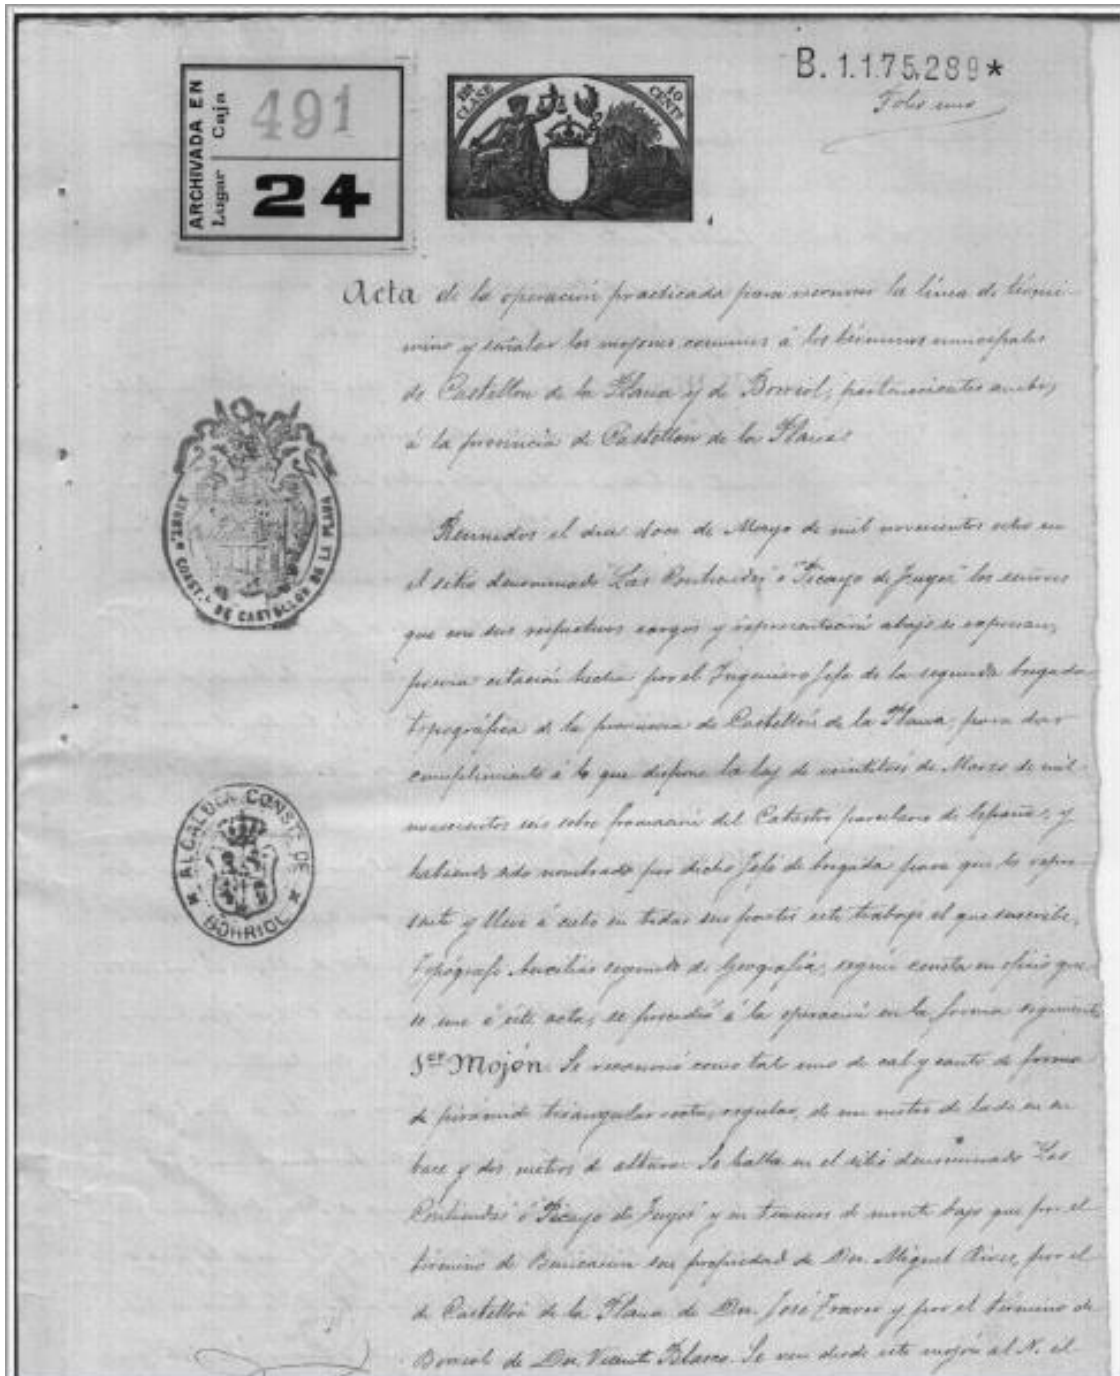 B. 1.175,289*
Folio uno
ARCHIVADA EN
Lugar Caja
491
24
12ª CLASE 10 CENTS
Acta de la operación practicada para reconocer la línea de térmi-
mino y señalar los mojones comunes á los términos municipales
de Castellón de la Plana y de Borriol, pertenecientes ambos
á la provincia de Castellón de la Plana.
AYUNT.º CONST.L DE CASTELLON DE LA PLANA
Reunidos el día doce de Mayo de mil novecientos ocho en
el sitio denominado "Las Contiendas" ó "Picayo de Juyos" los señores
que con sus respectivos cargos y representación abajo se expresan,
previa citación hecha por el Ingeniero Jefe de la segunda brigada
topográfica de la provincia de Castellón de la Plana, para dar
cumplimiento á lo que dispone la ley de veintitrés de Marzo de mil
novecientos seis sobre formación del Catastro parcelario de España, y
ALCALDIA CONST. DE BORRIOL
habiendo sido nombrado por dicho Jefe de brigada para que lo repre-
sente y lleve á cabo en todas sus partes este trabajo el que suscribe,
Topógrafo Auxiliar segundo de Geografía, según consta en oficio que
se une á este acta, se procedió á la operación en la forma siguiente:
1er Mojón. Se reconoció como tal uno de cal y canto de forma
de pirámide triangular recta, regular, de un metro de lado en su
base y dos metros de altura. Se halla en el sitio denominado "Las
Contiendas" ó "Picayo de Juyos" y en terrenos de monte bajo que por el
término de Benicasim son propiedad de Don Miguel Rives, por el
de Castellón de la Plana de Don José Traver y por el término de
Borriol de Don Vicente Blasco. Se ven desde este mojón al N. el